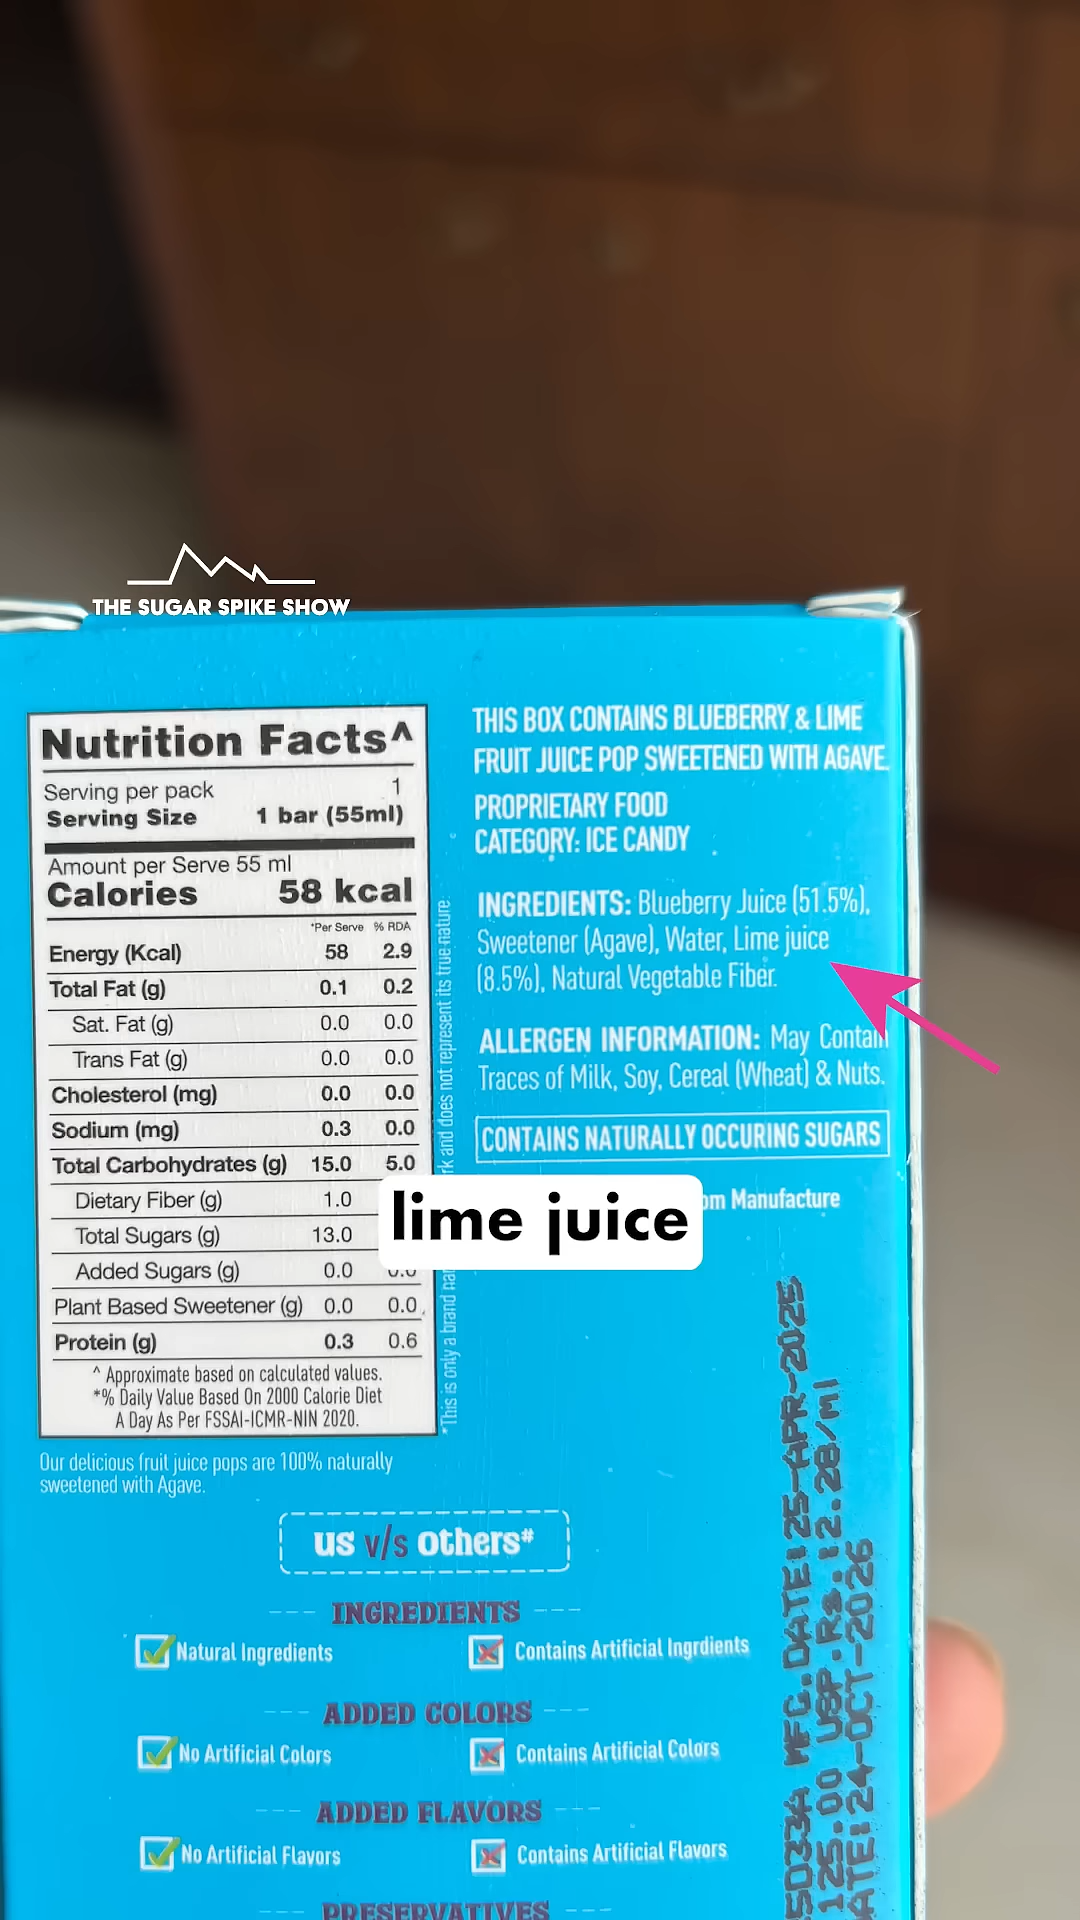 THE SUGAR SPIKE SHOW
Nutrition Facts^
Serving per pack 1
Serving Size 1 bar (55ml)
Amount per Serve 55 ml
Calories 58 kcal
*Per Serve % RDA
Energy (Kcal) 58 2.9
Total Fat (g) 0.1 0.2
Sat. Fat (g) 0.0 0.0
Trans Fat (g) 0.0 0.0
Cholesterol (mg) 0.0 0.0
Sodium (mg) 0.3 0.0
Total Carbohydrates (g) 15.0 5.0
Dietary Fiber (g) 1.0
Total Sugars (g) 13.0
Added Sugars (g) 0.0 0.0
Plant Based Sweetener (g) 0.0 0.0
Protein (g) 0.3 0.6
^ Approximate based on calculated values.
*% Daily Value Based On 2000 Calorie Diet
A Day As Per FSSAI-ICMR-NIN 2020.
Our delicious fruit juice pops are 100% naturally
sweetened with Agave.
*This is only a brand and does not represent its true nature.
THIS BOX CONTAINS BLUEBERRY & LIME
FRUIT JUICE POP SWEETENED WITH AGAVE.
PROPRIETARY FOOD
CATEGORY: ICE CANDY
INGREDIENTS: Blueberry Juice (51.5%),
Sweetener (Agave), Water, Lime juice
(8.5%), Natural Vegetable Fiber.
ALLERGEN INFORMATION: May Contain
Traces of Milk, Soy, Cereal (Wheat) & Nuts.
CONTAINS NATURALLY OCCURING SUGARS
Manufacture
lime juice
us v/s others#
INGREDIENTS
Natural Ingredients
Contains Artificial Ingrdients
ADDED COLORS
No Artificial Colors
Contains Artificial Colors
ADDED FLAVORS
No Artificial Flavors
Contains Artificial Flavors
PRESERVATIVES
MFG.DATE:25-APR-2025
125.00 USP.Rs.:2.28/ml
24-OCT-2026